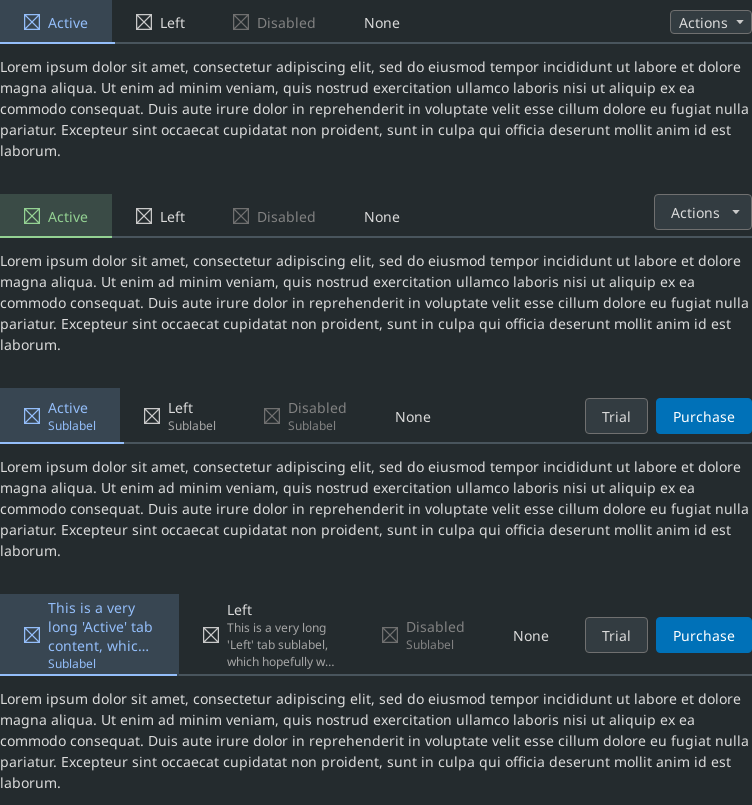 Active Left Disabled None Actions
Lorem ipsum dolor sit amet, consectetur adipiscing elit, sed do eiusmod tempor incididunt ut labore et dolore
magna aliqua. Ut enim ad minim veniam, quis nostrud exercitation ullamco laboris nisi ut aliquip ex ea
commodo consequat. Duis aute irure dolor in reprehenderit in voluptate velit esse cillum dolore eu fugiat nulla
pariatur. Excepteur sint occaecat cupidatat non proident, sunt in culpa qui officia deserunt mollit anim id est
laborum.
Active Left Disabled None Actions
Lorem ipsum dolor sit amet, consectetur adipiscing elit, sed do eiusmod tempor incididunt ut labore et dolore
magna aliqua. Ut enim ad minim veniam, quis nostrud exercitation ullamco laboris nisi ut aliquip ex ea
commodo consequat. Duis aute irure dolor in reprehenderit in voluptate velit esse cillum dolore eu fugiat nulla
pariatur. Excepteur sint occaecat cupidatat non proident, sunt in culpa qui officia deserunt mollit anim id est
laborum.
Active
Sublabel
Left
Sublabel
Disabled
Sublabel
None
Trial
Purchase
Lorem ipsum dolor sit amet, consectetur adipiscing elit, sed do eiusmod tempor incididunt ut labore et dolore
magna aliqua. Ut enim ad minim veniam, quis nostrud exercitation ullamco laboris nisi ut aliquip ex ea
commodo consequat. Duis aute irure dolor in reprehenderit in voluptate velit esse cillum dolore eu fugiat nulla
pariatur. Excepteur sint occaecat cupidatat non proident, sunt in culpa qui officia deserunt mollit anim id est
laborum.
This is a very
long 'Active' tab
content, whic...
Sublabel
Left
This is a very long
'Left' tab sublabel,
which hopefully w...
Disabled
Sublabel
None
Trial
Purchase
Lorem ipsum dolor sit amet, consectetur adipiscing elit, sed do eiusmod tempor incididunt ut labore et dolore
magna aliqua. Ut enim ad minim veniam, quis nostrud exercitation ullamco laboris nisi ut aliquip ex ea
commodo consequat. Duis aute irure dolor in reprehenderit in voluptate velit esse cillum dolore eu fugiat nulla
pariatur. Excepteur sint occaecat cupidatat non proident, sunt in culpa qui officia deserunt mollit anim id est
laborum.